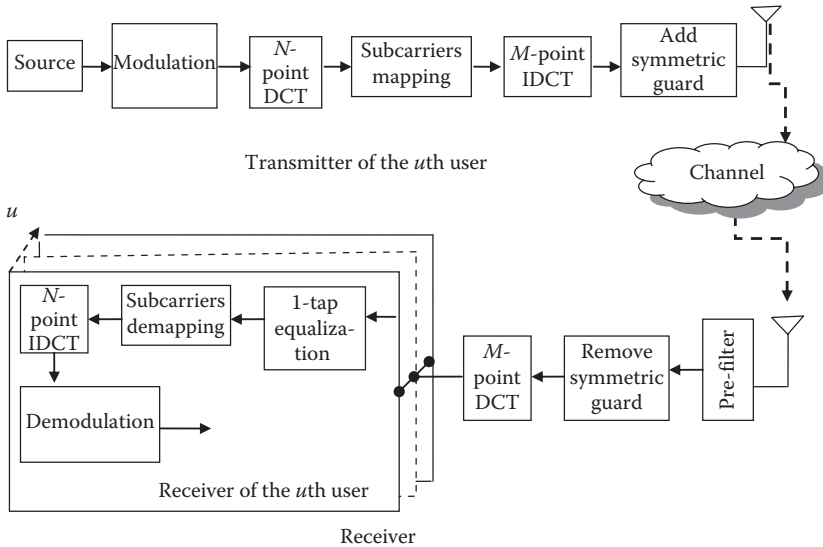 Source
Modulation
N-
point
DCT
Subcarriers
mapping
M-point
IDCT
Add
symmetric
guard
Transmitter of the uth user
Channel
u
N-
point
IDCT
Subcarriers
demapping
1-tap
equaliza-
tion
M-
point
DCT
Remove
symmetric
guard
Pre-filter
Demodulation
Receiver of the uth user
Receiver